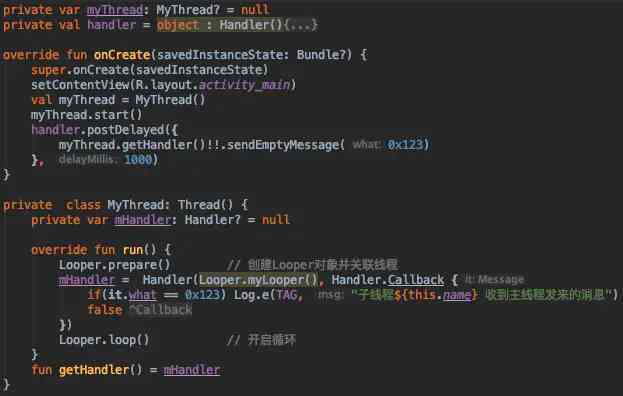 private var myThread: MyThread? = null
private val handler = object : Handler(){...}
override fun onCreate(savedInstanceState: Bundle?) {
super.onCreate(savedInstanceState)
setContentView(R.layout.activity_main)
val myThread = MyThread()
myThread.start()
handler.postDelayed({
myThread.getHandler()!!.sendEmptyMessage( what: 0x123)
}, delayMillis: 1000)
}
private  class MyThread: Thread() {
private var mHandler: Handler? = null
override fun run() {
Looper.prepare() // 创建Looper对象并关联线程
mHandler =  Handler(Looper.myLooper(), Handler.Callback { it: Message
if(it.what == 0x123) Log.e(TAG, msg: "子线程${this.name} 收到主线程发来的消息")
false ^Callback
})
Looper.loop() // 开启循环
}
fun getHandler() = mHandler
}